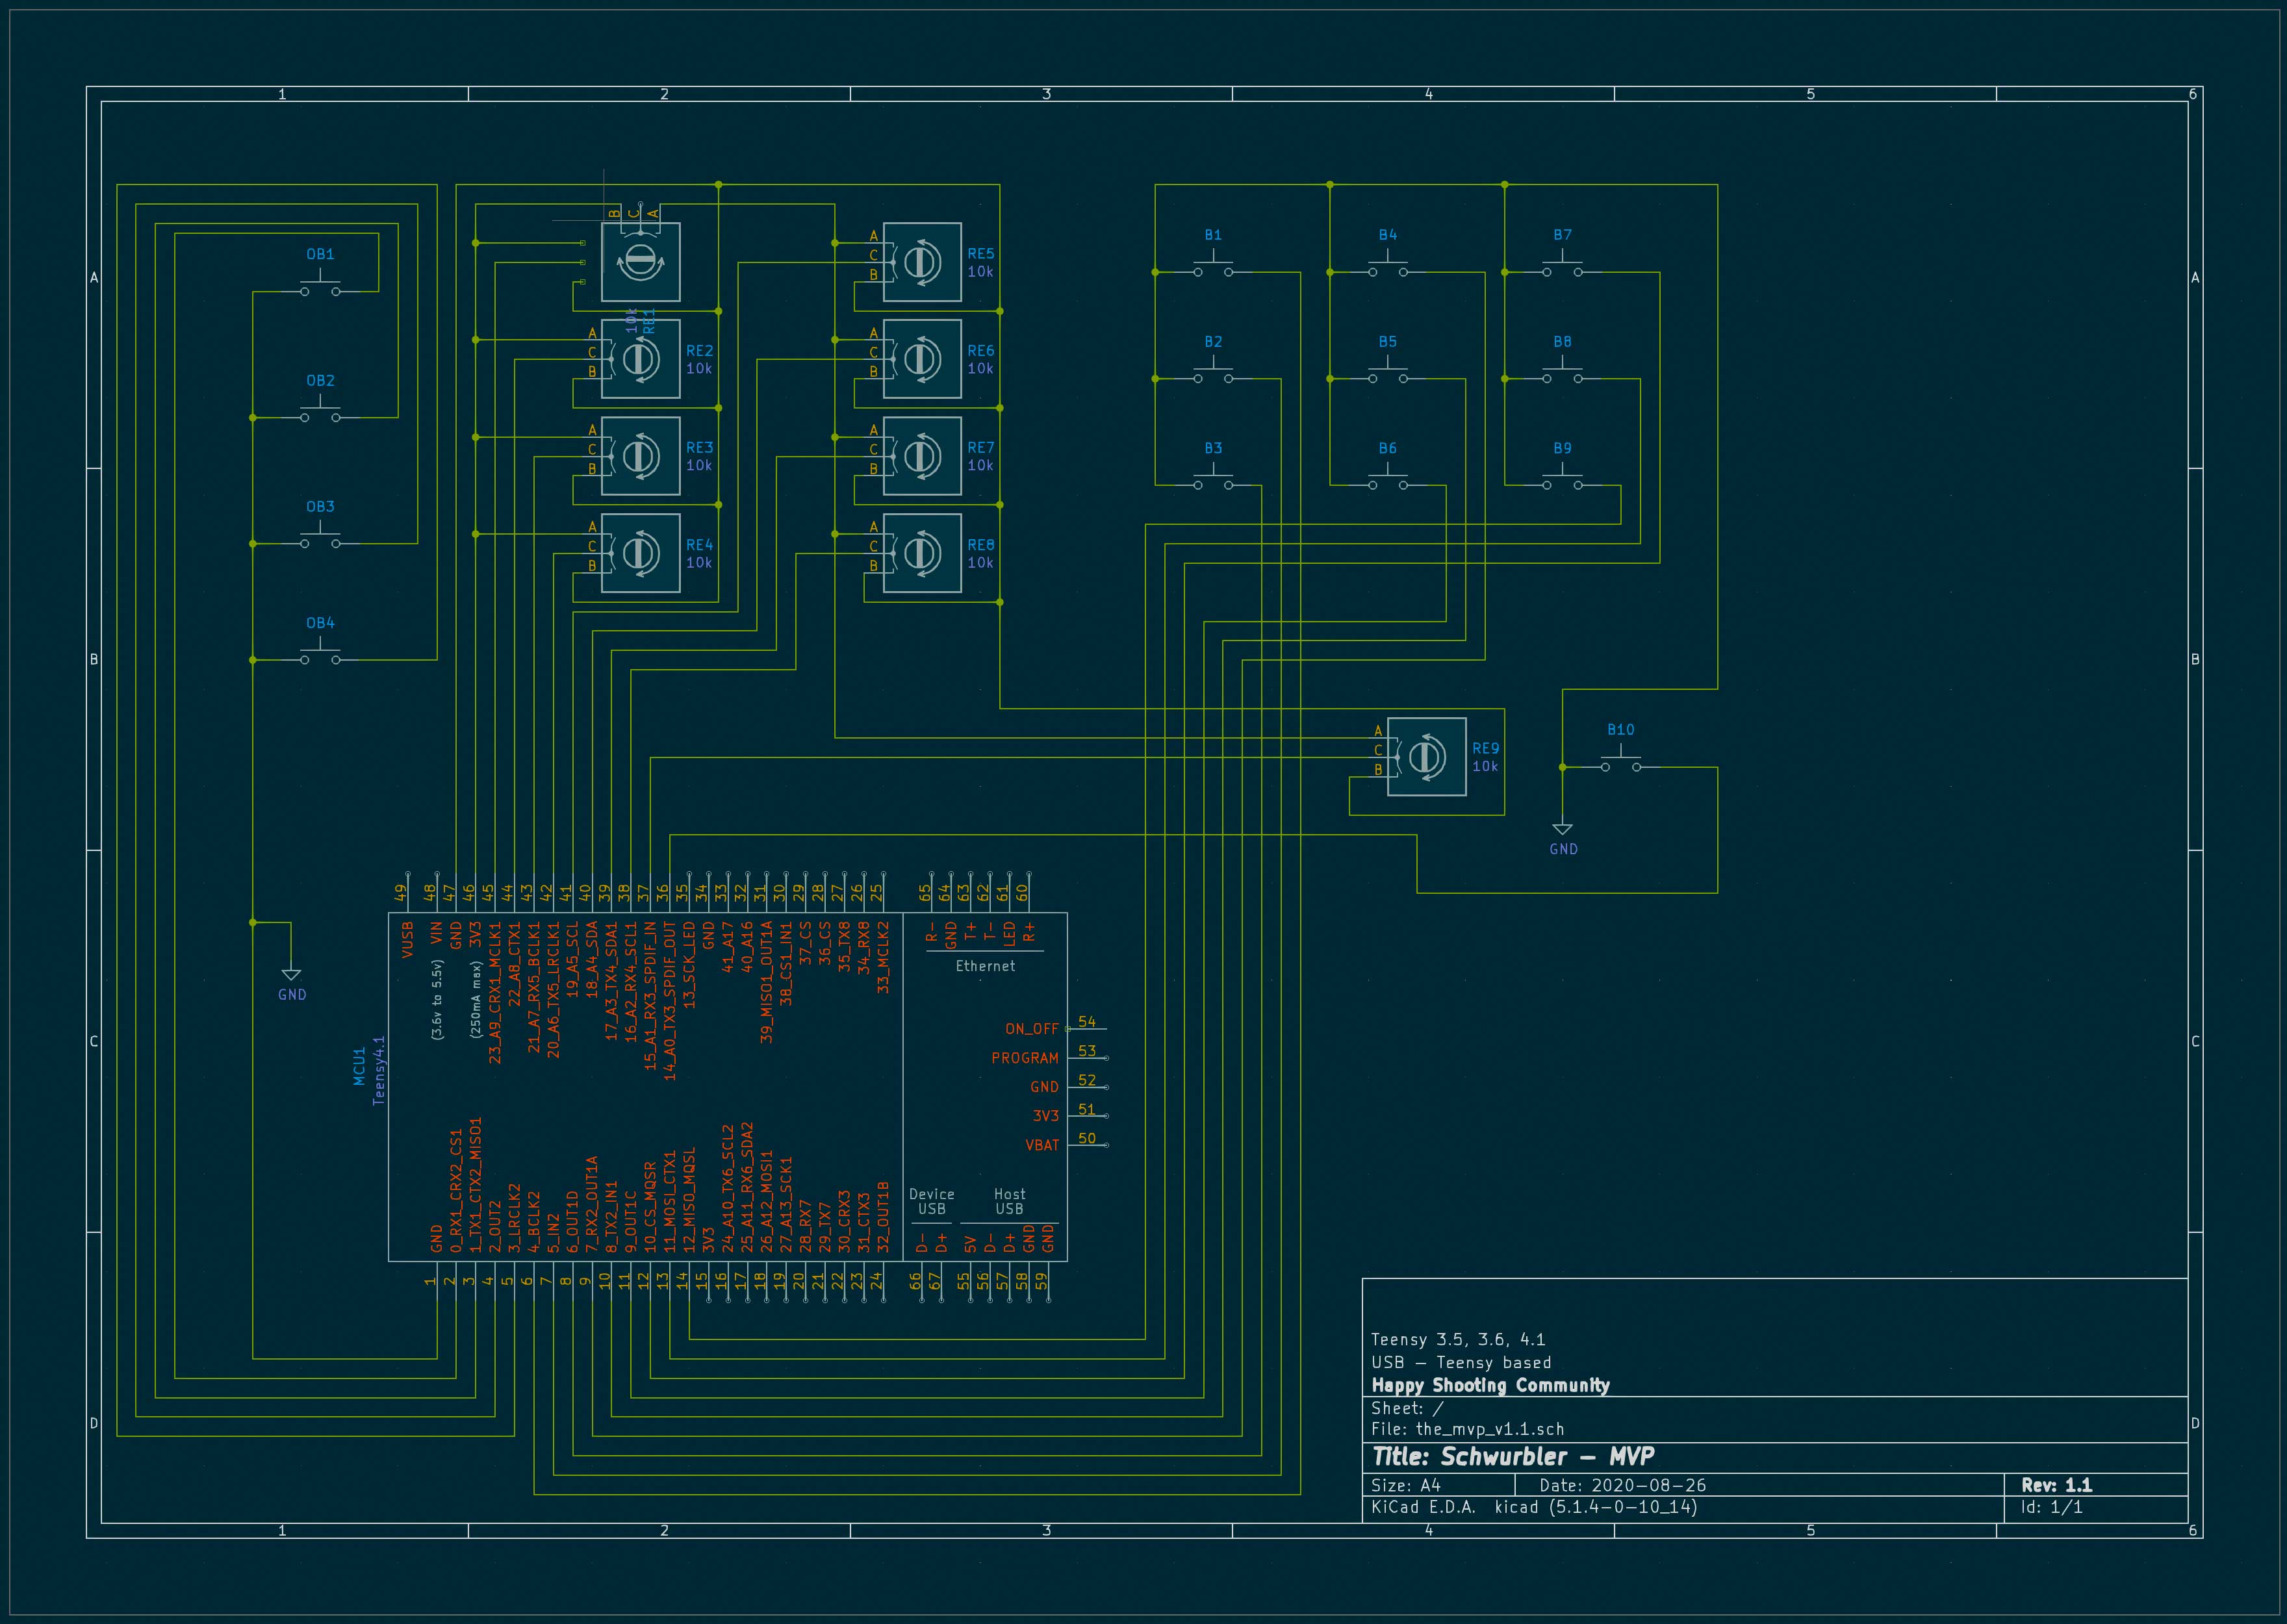 1 2 3 4 5 6
A A
B B
C C
D D
1 2 3 4 5 6
OB1
OB2
OB3
OB4
GND
B C A
10k
RE1
A
C
B
RE2
10k
A
C
B
RE3
10k
A
C
B
RE4
10k
A
C
B
RE5
10k
A
C
B
RE6
10k
A
C
B
RE7
10k
A
C
B
RE8
10k
B1
B2
B3
B4
B5
B6
B7
B8
B9
A
C
B
RE9
10k
B10
GND
MCU1
Teensy4.1
49 48 47 46 45 44 43 42 41 40 39 38 37 36 35 34 33 32 31 30 29 28 27 26 25 65 64 63 62 61 60
VUSB
VIN
(3.6v to 5.5v)
GND
3V3
(250mA max)
23_A9_CRX1_MCLK1
22_A8_CTX1
21_A7_RX5_BCLK1
20_A6_TX5_LRCLK1
19_A5_SCL
18_A4_SDA
17_A3_TX4_SDA1
16_A2_RX4_SCL1
15_A1_RX3_SPDIF_IN
14_A0_TX3_SPDIF_OUT
13_SCK_LED
GND
41_A17
40_A16
39_MISO1_OUT1A
38_CS1_IN1
37_CS
36_CS
35_TX8
34_RX8
33_MCLK2
R-
GND
T+
T-
LED
R+
Ethernet
ON_OFF 54
PROGRAM 53
GND 52
3V3 51
VBAT 50
Device
USB
Host
USB
GND
0_RX1_CRX2_CS1
1_TX1_CTX2_MISO1
2_OUT2
3_LRCLK2
4_BCLK2
5_IN2
6_OUT1D
7_RX2_OUT1A
8_TX2_IN1
9_OUT1C
10_CS_MQSR
11_MOSI_CTX1
12_MISO_MQSL
3V3
24_A10_TX6_SCL2
25_A11_RX6_SDA2
26_A12_MOSI1
27_A13_SCK1
28_RX7
29_TX7
30_CRX3
31_CTX3
32_OUT1B
D-
D+
5V
D-
D+
GND
GND
1 2 3 4 5 6 7 8 9 10 11 12 13 14 15 16 17 18 19 20 21 22 23 24 66 67 55 56 57 58 59
Teensy 3.5, 3.6, 4.1
USB – Teensy based
Happy Shooting Community
Sheet: /
File: the_mvp_v1.1.sch
Title: Schwurbler – MVP
Size: A4 Date: 2020-08-26 Rev: 1.1
KiCad E.D.A. kicad (5.1.4-0-10_14) Id: 1/1